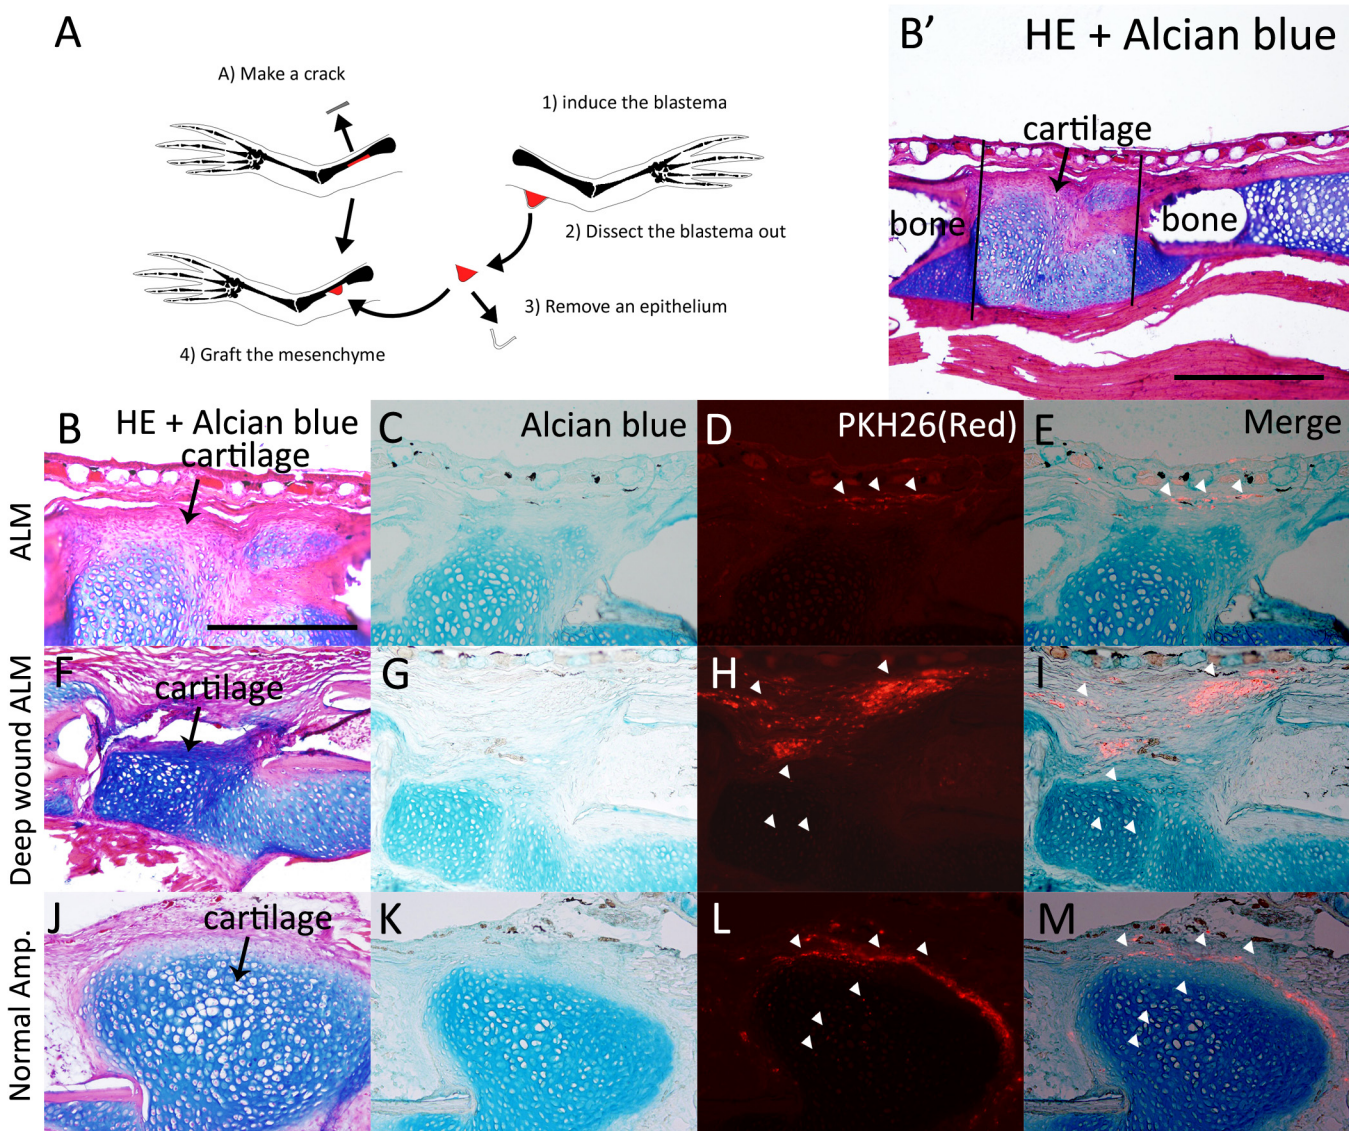 A
A) Make a crack
1) induce the blastema
2) Dissect the blastema out
3) Remove an epithelium
4) Graft the mesenchyme
B’ HE + Alcian blue
cartilage
bone
bone
B HE + Alcian blue
cartilage
C Alcian blue
D PKH26(Red)
E Merge
ALM
F
cartilage
G
H
I
Deep wound ALM
J
cartilage
K
L
M
Normal Amp.